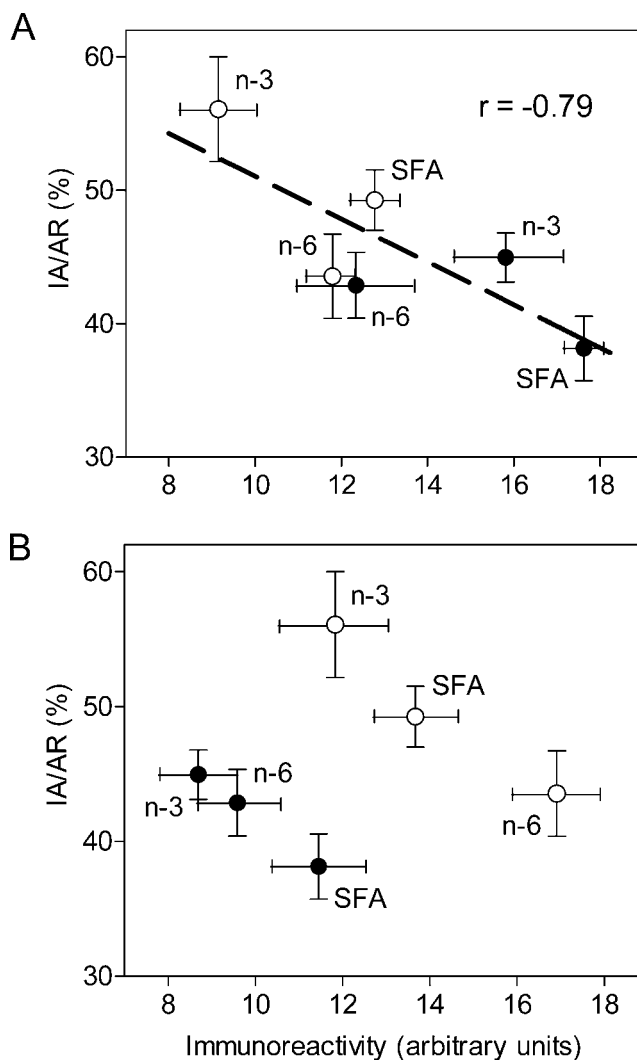 A
60
50
40
30
IA/AR (%)
n-3
r = -0.79
SFA
n-3
n-6
n-6
SFA
8
10
12
14
16
18
B
60
50
40
30
IA/AR (%)
n-3
SFA
n-6
n-3
n-6
SFA
8
10
12
14
16
18
Immunoreactivity (arbitrary units)